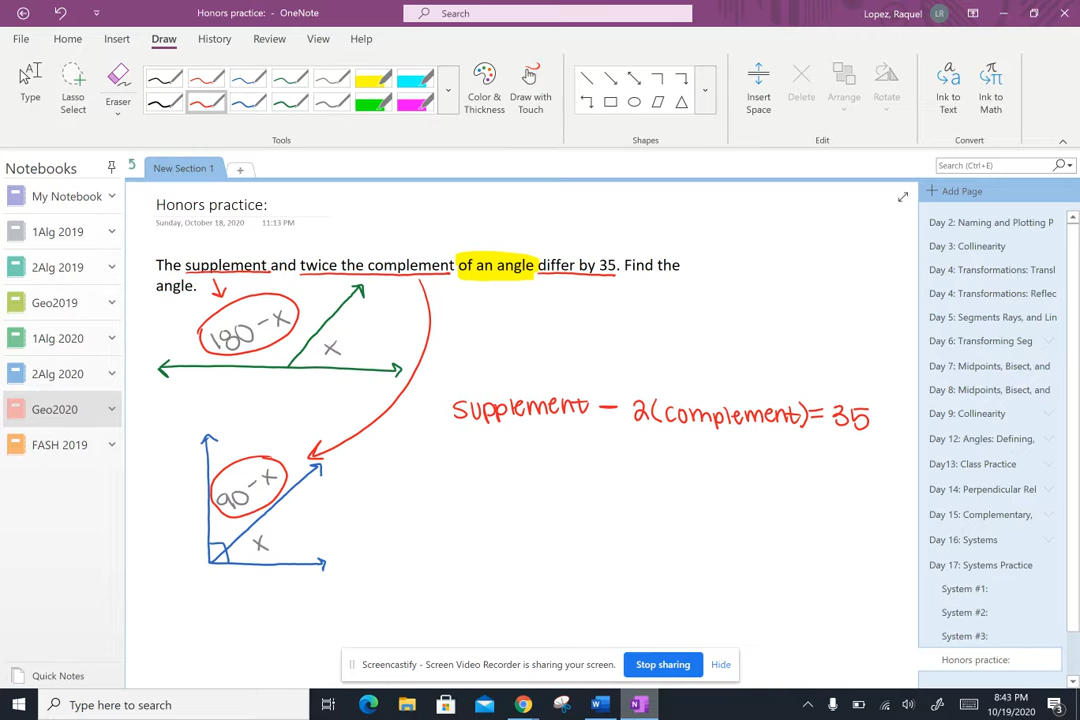 Honors practice: - OneNote
Search
Lopez, Raquel
LR
File
Home
Insert
Draw
History
Review
View
Help
Type
Lasso Select
Eraser
Color & Thickness
Draw with Touch
Insert Space
Delete
Arrange
Rotate
Ink to Text
Ink to Math
Tools
Shapes
Edit
Convert
Notebooks
5
New Section 1
Search (Ctrl+E)
My Notebook
1Alg 2019
2Alg 2019
Geo2019
1Alg 2020
2Alg 2020
Geo2020
FASH 2019
Quick Notes
Honors practice:
Sunday, October 18, 2020 11:13 PM
The supplement and twice the complement of an angle differ by 35. Find the
angle.
180-x
x
supplement - 2(complement)= 35
90-x
x
Add Page
Day 2: Naming and Plotting P
Day 3: Collinearity
Day 4: Transformations: Transl
Day 4: Transformations: Reflec
Day 5: Segments Rays, and Lin
Day 6: Transforming Seg
Day 7: Midpoints, Bisect, and
Day 8: Midpoints, Bisect, and
Day 9: Collinearity
Day 12: Angles: Defining,
Day13: Class Practice
Day 14: Perpendicular Rel
Day 15: Complementary,
Day 16: Systems
Day 17: Systems Practice
System #1:
System #2:
System #3:
Honors practice:
Screencastify - Screen Video Recorder is sharing your screen.
Stop sharing
Hide
Type here to search
8:43 PM
10/19/2020
3